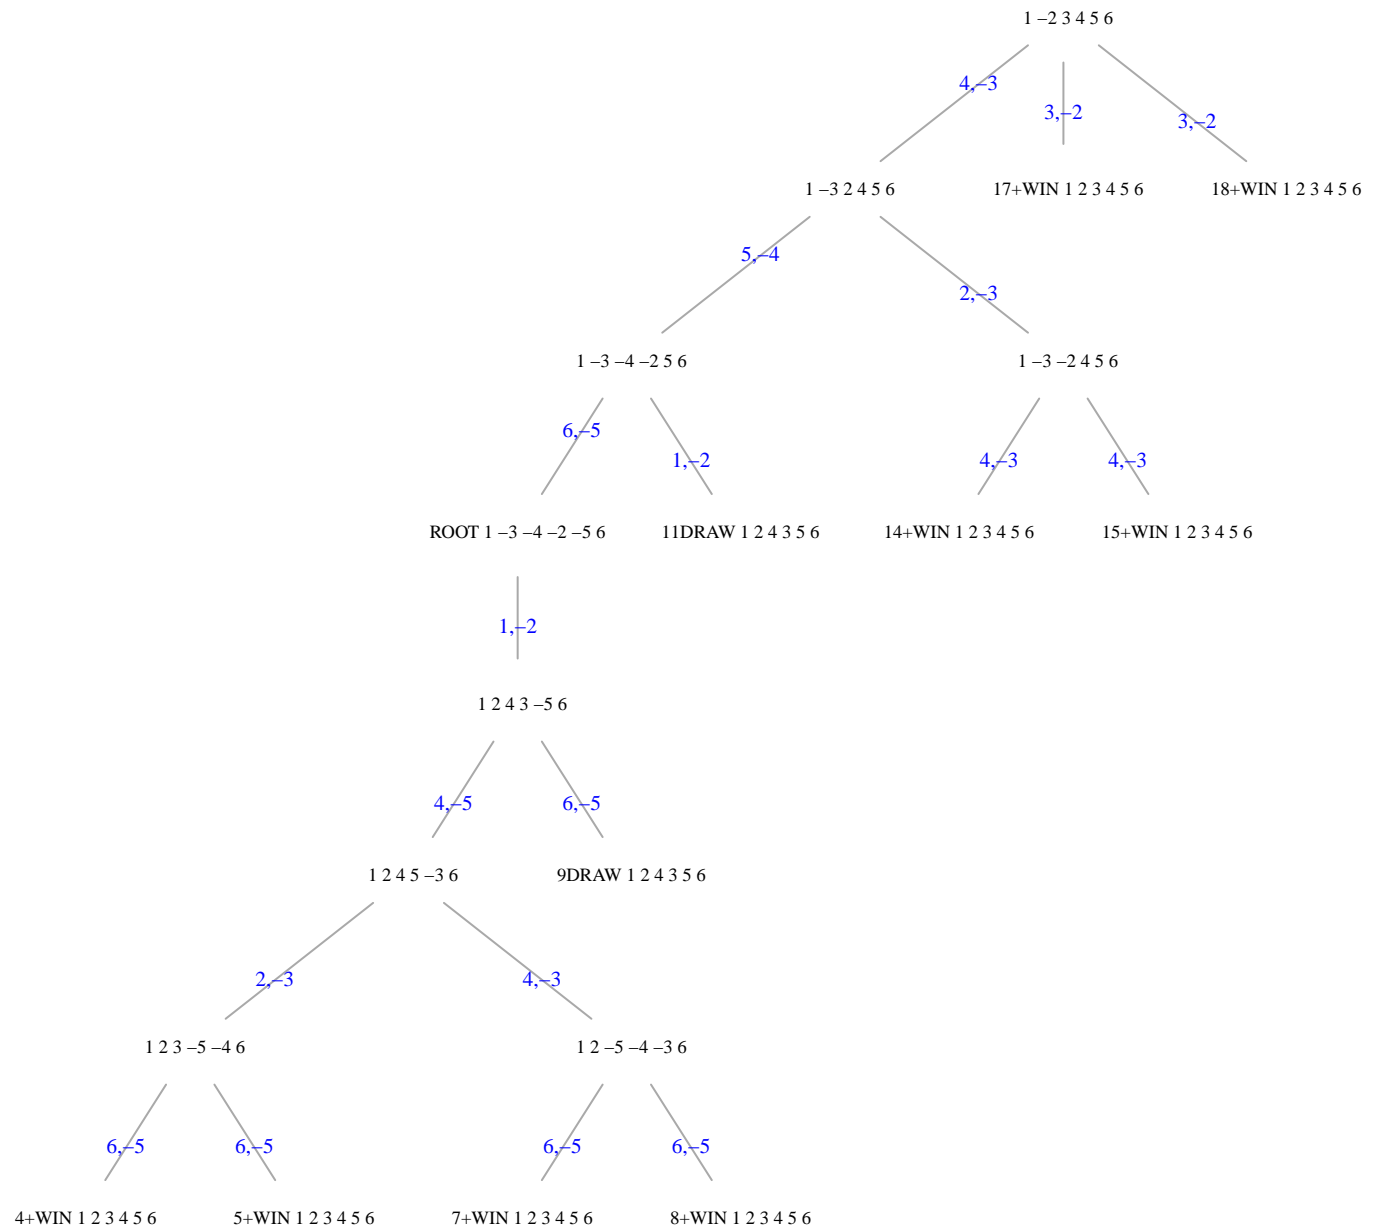 1 –2 3 4 5 6
4,–3
3,–2
3,–2
1 –3 2 4 5 6
17+WIN 1 2 3 4 5 6
18+WIN 1 2 3 4 5 6
5,–4
2,–3
1 –3 –4 –2 5 6
1 –3 –2 4 5 6
6,–5
1,–2
4,–3
4,–3
ROOT 1 –3 –4 –2 –5 6
11DRAW 1 2 4 3 5 6
14+WIN 1 2 3 4 5 6
15+WIN 1 2 3 4 5 6
1,–2
1 2 4 3 –5 6
4,–5
6,–5
1 2 4 5 –3 6
9DRAW 1 2 4 3 5 6
2,–3
4,–3
1 2 3 –5 –4 6
1 2 –5 –4 –3 6
6,–5
6,–5
6,–5
6,–5
4+WIN 1 2 3 4 5 6
5+WIN 1 2 3 4 5 6
7+WIN 1 2 3 4 5 6
8+WIN 1 2 3 4 5 6